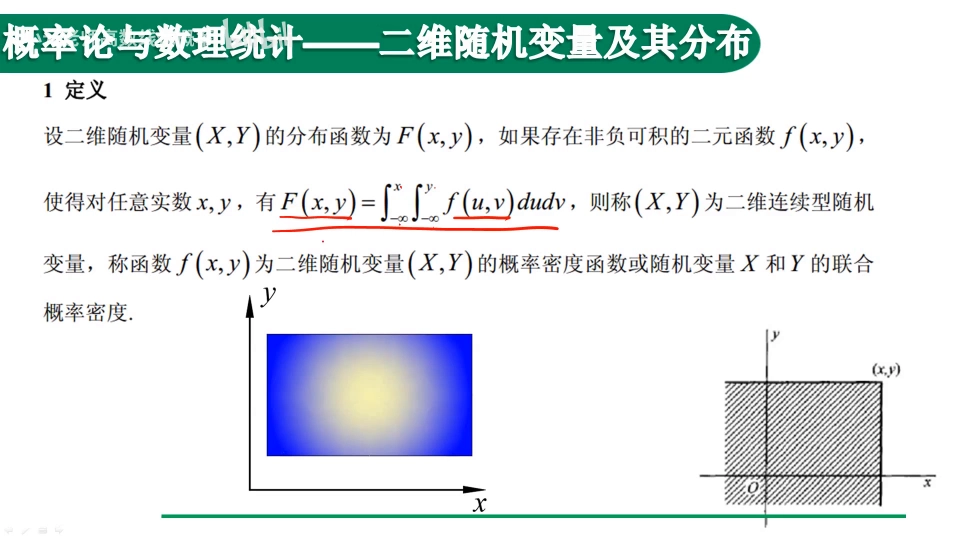 概率论与数理统计——二维随机变量及其分布
1 定义
设二维随机变量(X,Y)的分布函数为F(x,y)，如果存在非负可积的二元函数f(x,y)，
使得对任意实数x,y，有F(x,y)=∫_{-∞}^{x}∫_{-∞}^{y}f(u,v)dudv，则称(X,Y)为二维连续型随机
变量，称函数f(x,y)为二维随机变量(X,Y)的概率密度函数或随机变量X和Y的联合
概率密度.
y
x
y
(x,y)
O
x